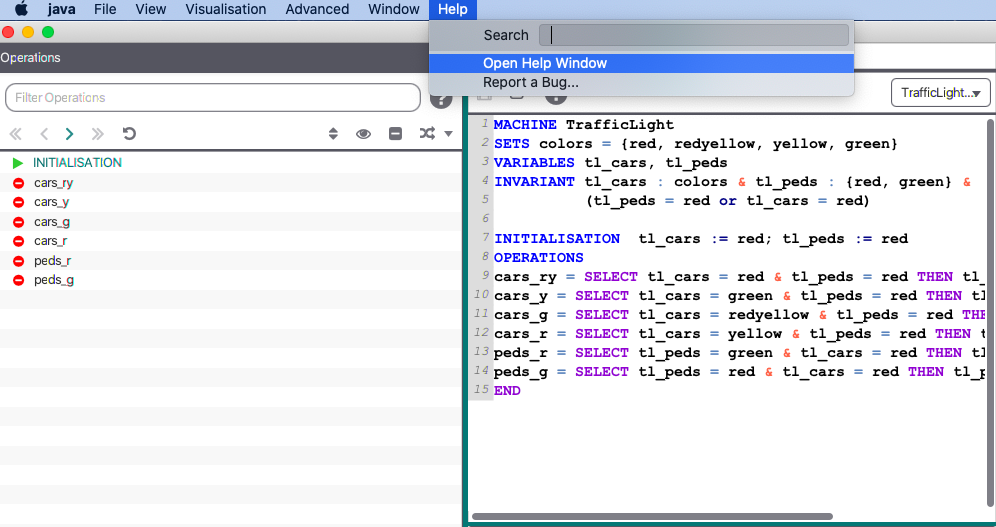 java File View Visualisation Advanced Window Help
Search
Open Help Window
Report a Bug...
Operations
Filter Operations
?
TrafficLight...
INITIALISATION
cars_ry
cars_y
cars_g
cars_r
peds_r
peds_g
1 MACHINE TrafficLight
2 SETS colors = {red, redyellow, yellow, green}
3 VARIABLES tl_cars, tl_peds
4 INVARIANT tl_cars : colors & tl_peds : {red, green} &
5 (tl_peds = red or tl_cars = red)
6
7 INITIALISATION tl_cars := red; tl_peds := red
8 OPERATIONS
9 cars_ry = SELECT tl_cars = red & tl_peds = red THEN tl_
10 cars_y = SELECT tl_cars = green & tl_peds = red THEN tl
11 cars_g = SELECT tl_cars = redyellow & tl_peds = red THE
12 cars_r = SELECT tl_cars = yellow & tl_peds = red THEN t
13 peds_r = SELECT tl_peds = green & tl_cars = red THEN tl
14 peds_g = SELECT tl_peds = red & tl_cars = red THEN tl_p
15 END